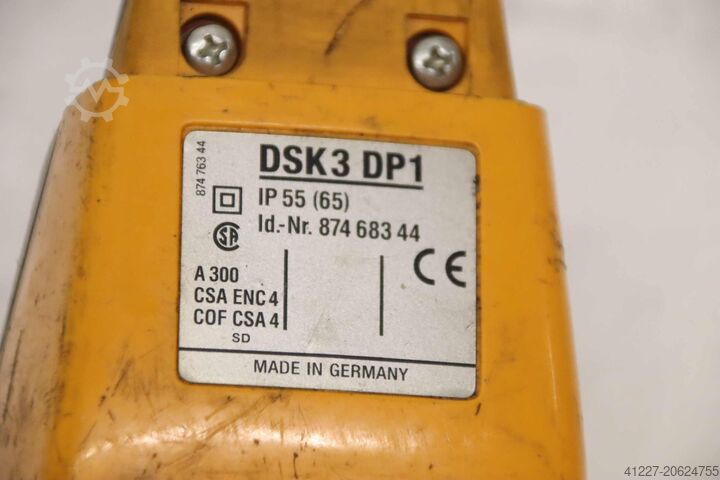 874 763 44
DSK3 DP1
IP 55 (65)
Id.-Nr. 874 683 44
SA
CE
A 300
CSA ENC 4
COF CSA 4
SD
MADE IN GERMANY
41227-20624755